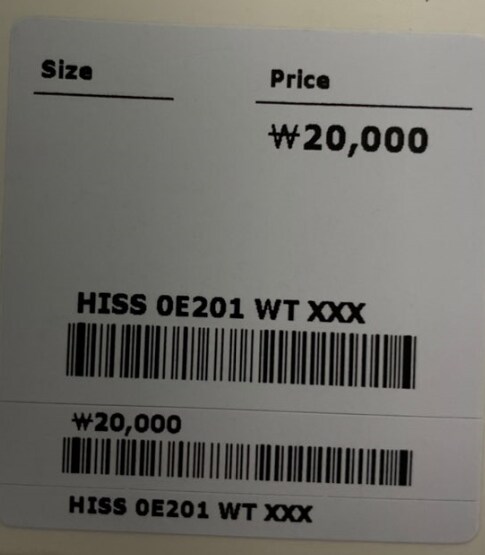 Size
Price
₩20,000
HISS 0E201 WT XXX
₩20,000
HISS 0E201 WT XXX